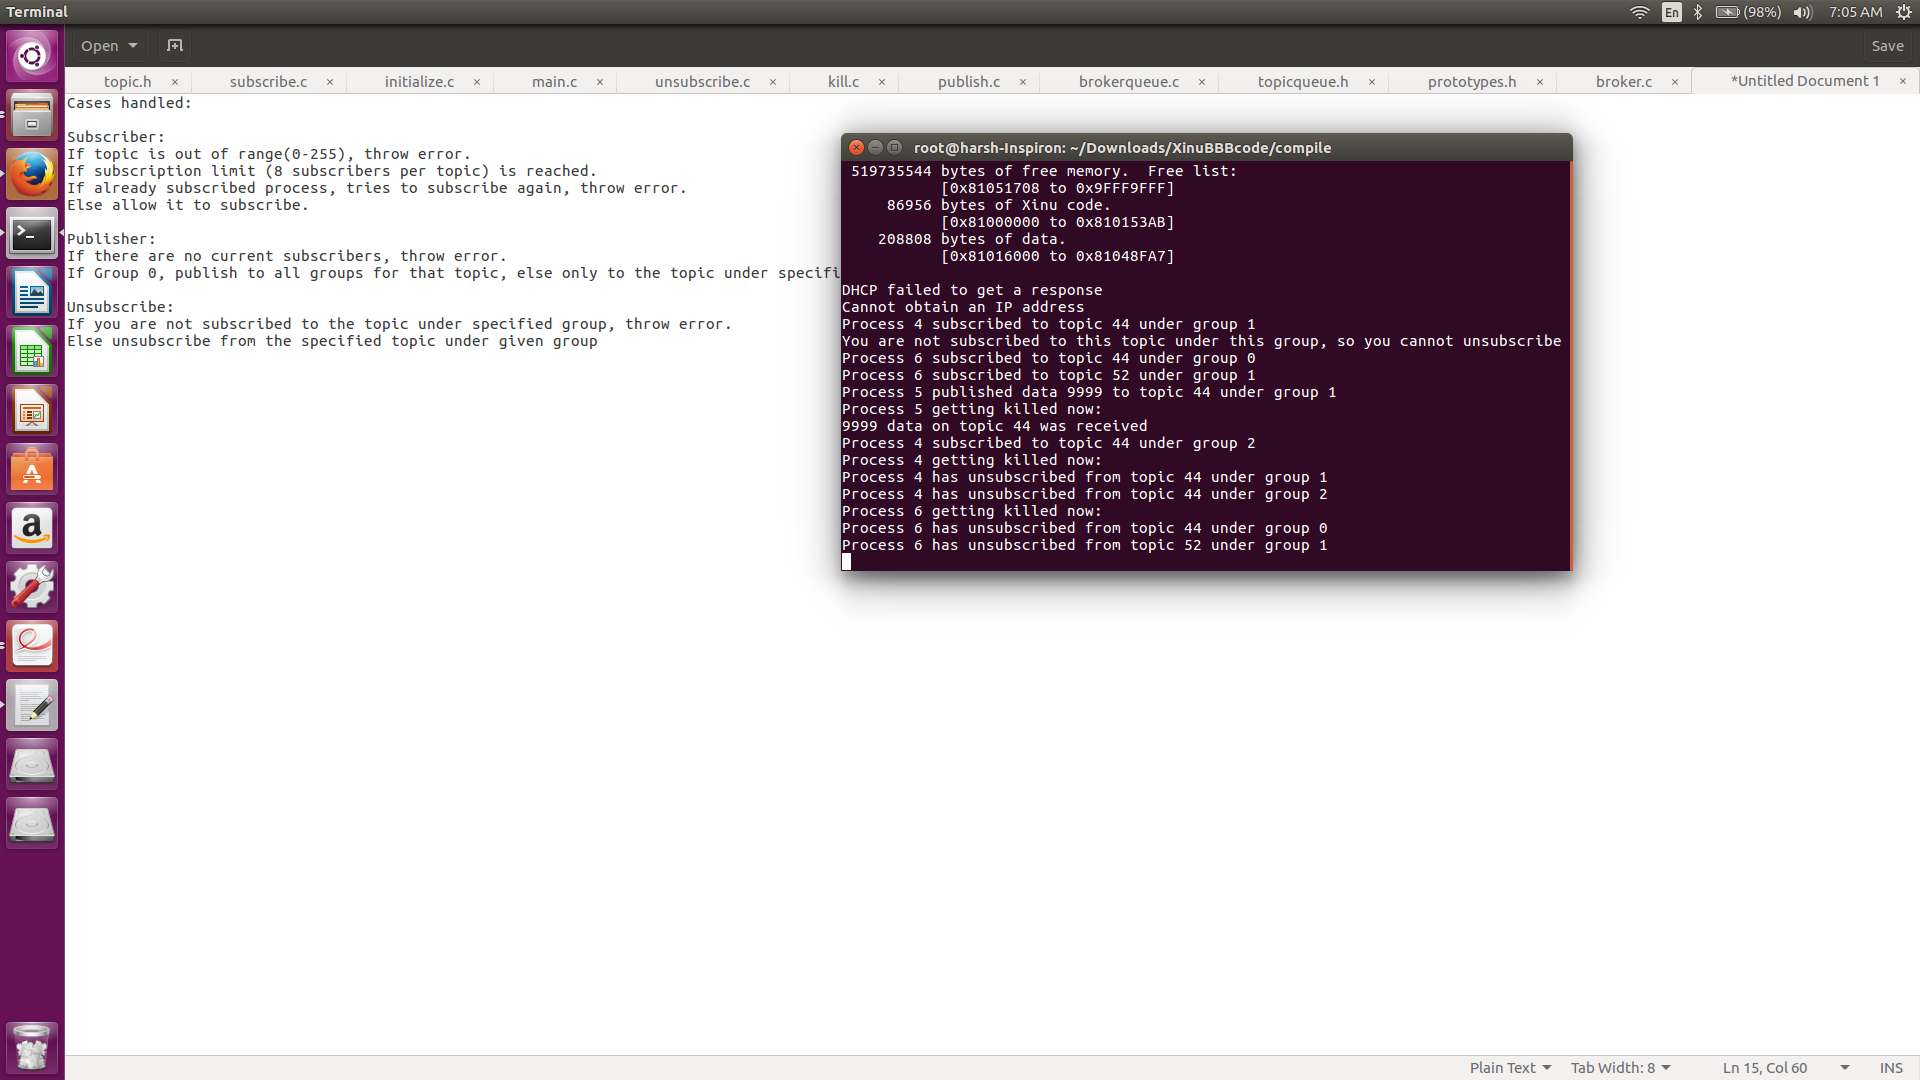 Terminal
En
(98%)
7:05 AM
Open
Save
topic.h
subscribe.c
initialize.c
main.c
unsubscribe.c
kill.c
publish.c
brokerqueue.c
topicqueue.h
prototypes.h
broker.c
*Untitled Document 1
Cases handled:
Subscriber:
If topic is out of range(0-255), throw error.
If subscription limit (8 subscribers per topic) is reached.
If already subscribed process, tries to subscribe again, throw error.
Else allow it to subscribe.
Publisher:
If there are no current subscribers, throw error.
If Group 0, publish to all groups for that topic, else only to the topic under specifi
Unsubscribe:
If you are not subscribed to the topic under specified group, throw error.
Else unsubscribe from the specified topic under given group
root@harsh-Inspiron: ~/Downloads/XinuBBBcode/compile
519735544 bytes of free memory.  Free list:
[0x81051708 to 0x9FFF9FFF]
86956 bytes of Xinu code.
[0x81000000 to 0x810153AB]
208808 bytes of data.
[0x81016000 to 0x81048FA7]
DHCP failed to get a response
Cannot obtain an IP address
Process 4 subscribed to topic 44 under group 1
You are not subscribed to this topic under this group, so you cannot unsubscribe
Process 6 subscribed to topic 44 under group 0
Process 6 subscribed to topic 52 under group 1
Process 5 published data 9999 to topic 44 under group 1
Process 5 getting killed now:
9999 data on topic 44 was received
Process 4 subscribed to topic 44 under group 2
Process 4 getting killed now:
Process 4 has unsubscribed from topic 44 under group 1
Process 4 has unsubscribed from topic 44 under group 2
Process 6 getting killed now:
Process 6 has unsubscribed from topic 44 under group 0
Process 6 has unsubscribed from topic 52 under group 1
Plain Text
Tab Width: 8
Ln 15, Col 60
INS